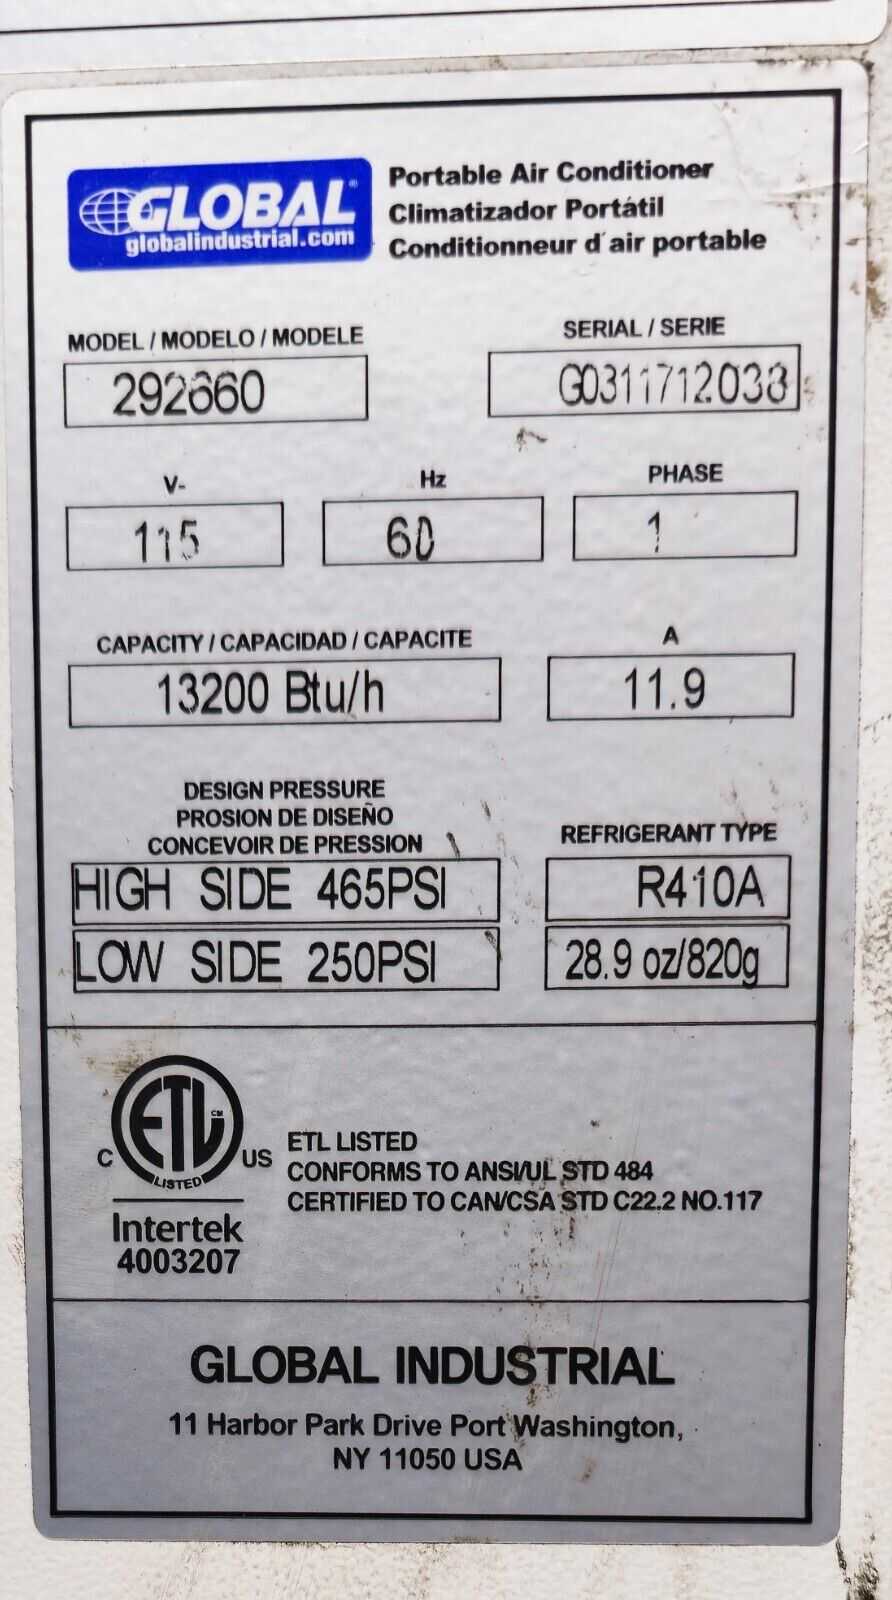 GLOBAL
globalindustrial.com
Portable Air Conditioner
Climatizador Portátil
Conditionneur d'air portable
MODEL / MODELO / MODELE
SERIAL / SERIE
292660
G0311712038
V-
Hz
PHASE
115
60
1
CAPACITY / CAPACIDAD / CAPACITE
A
13200 Btu/h
11.9
DESIGN PRESSURE
PROSION DE DISEÑO
CONCEVOIR DE PRESSION
REFRIGERANT TYPE
HIGH SIDE 465PSI
R410A
LOW SIDE 250PSI
28.9 oz/820g
ETL CM
LISTED
C US
Intertek
4003207
ETL LISTED
CONFORMS TO ANSI/UL STD 484
CERTIFIED TO CAN/CSA STD C22.2 NO.117
GLOBAL INDUSTRIAL
11 Harbor Park Drive Port Washington,
NY 11050 USA